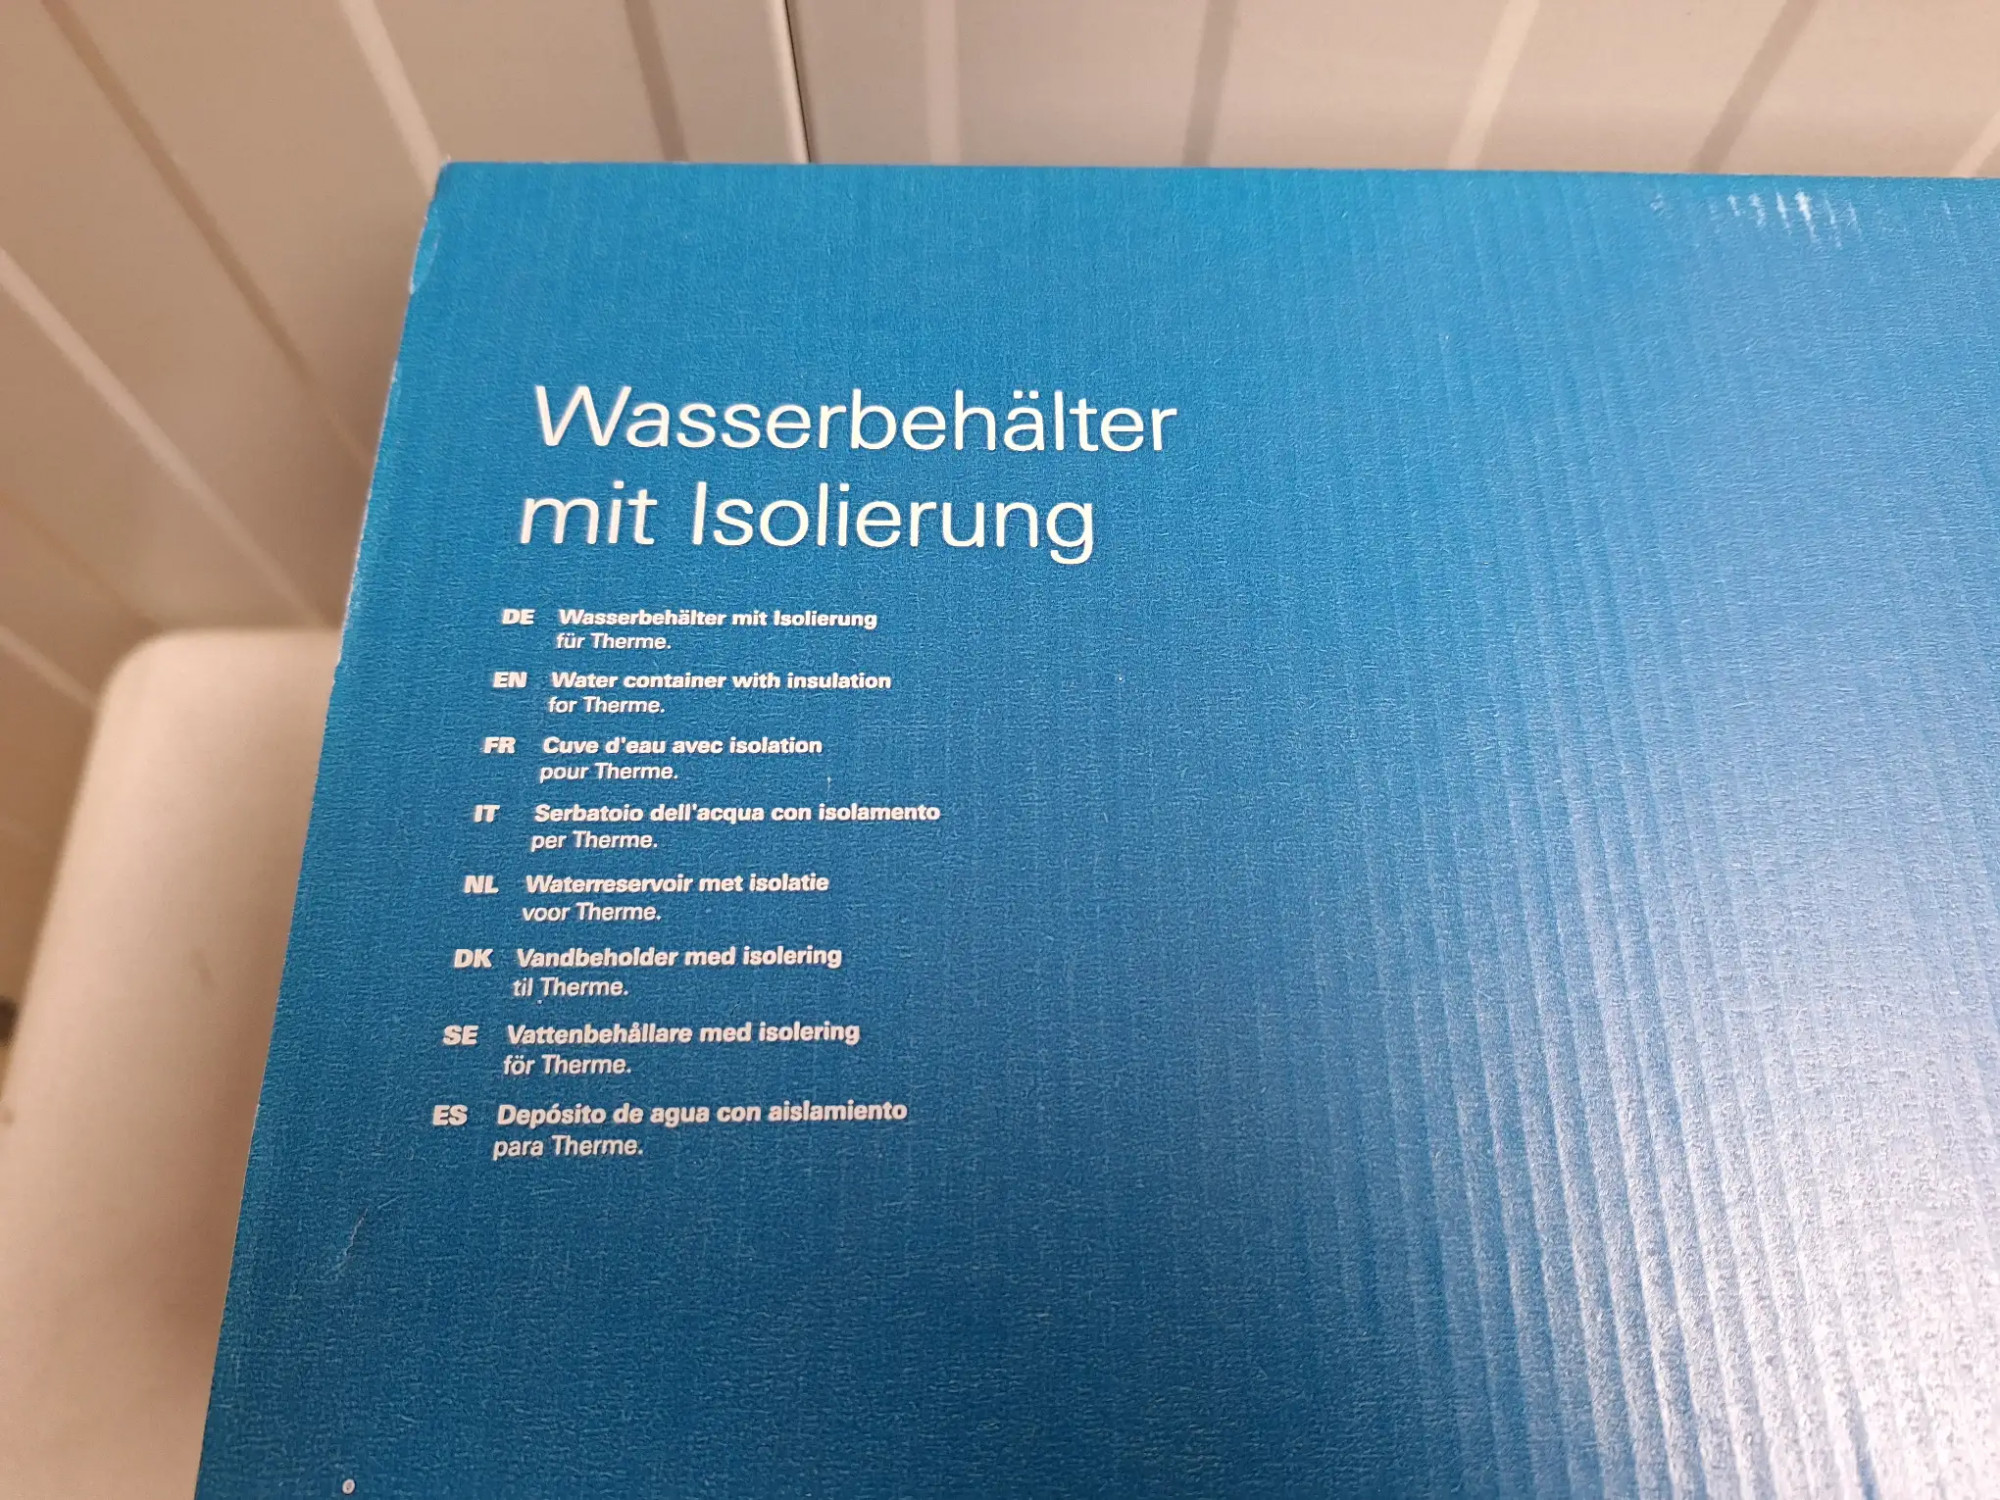 Wasserbehälter
mit Isolierung
DE Wasserbehälter mit Isolierung
für Therme.
EN Water container with insulation
for Therme.
FR Cuve d'eau avec isolation
pour Therme.
IT Serbatoio dell'acqua con isolamento
per Therme.
NL Waterreservoir met isolatie
voor Therme.
DK Vandbeholder med isolering
til Therme.
SE Vattenbehållare med isolering
för Therme.
ES Depósito de agua con aislamiento
para Therme.